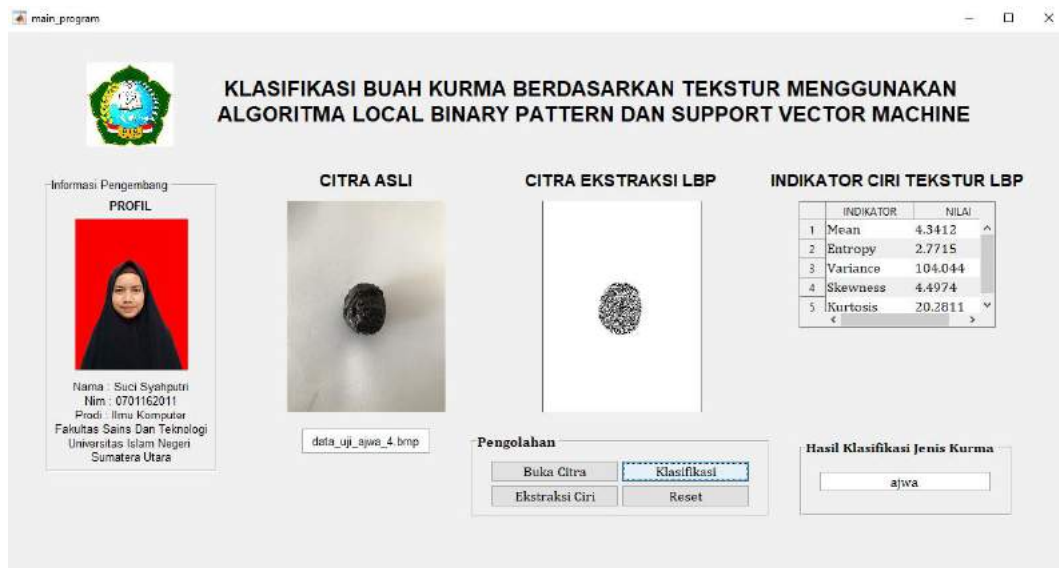 main_program
KLASIFIKASI BUAH KURMA BERDASARKAN TEKSTUR MENGGUNAKAN
ALGORITMA LOCAL BINARY PATTERN DAN SUPPORT VECTOR MACHINE
Informasi Pengembang
PROFIL
Nama : Suci Syahputri
Nim : 0701162011
Prodi : Ilmu Komputer
Fakultas Sains Dan Teknologi
Universitas Islam Negeri
Sumatera Utara
CITRA ASLI
data_uji_ajwa_4.bmp
CITRA EKSTRAKSI LBP
INDIKATOR CIRI TEKSTUR LBP
INDIKATOR NILAI
1 Mean 4.3412
2 Entropy 2.7715
3 Variance 104.044
4 Skewness 4.4974
5 Kurtosis 20.2811
Pengolahan
Buka Citra Klasifikasi
Ekstraksi Ciri Reset
Hasil Klasifikasi Jenis Kurma
ajwa